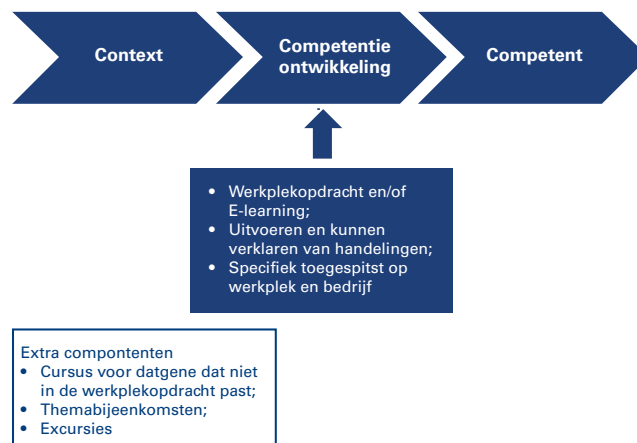 Context
Competentie
ontwikkeling
Competent
• Werkplekopdracht en/of
E-learning;
• Uitvoeren en kunnen
verklaren van handelingen;
• Specifiek toegespitst op
werkplek en bedrijf
Extra compontenten
• Cursus voor datgene dat niet
in de werkplekopdracht past;
• Themabijeenkomsten;
• Excursies